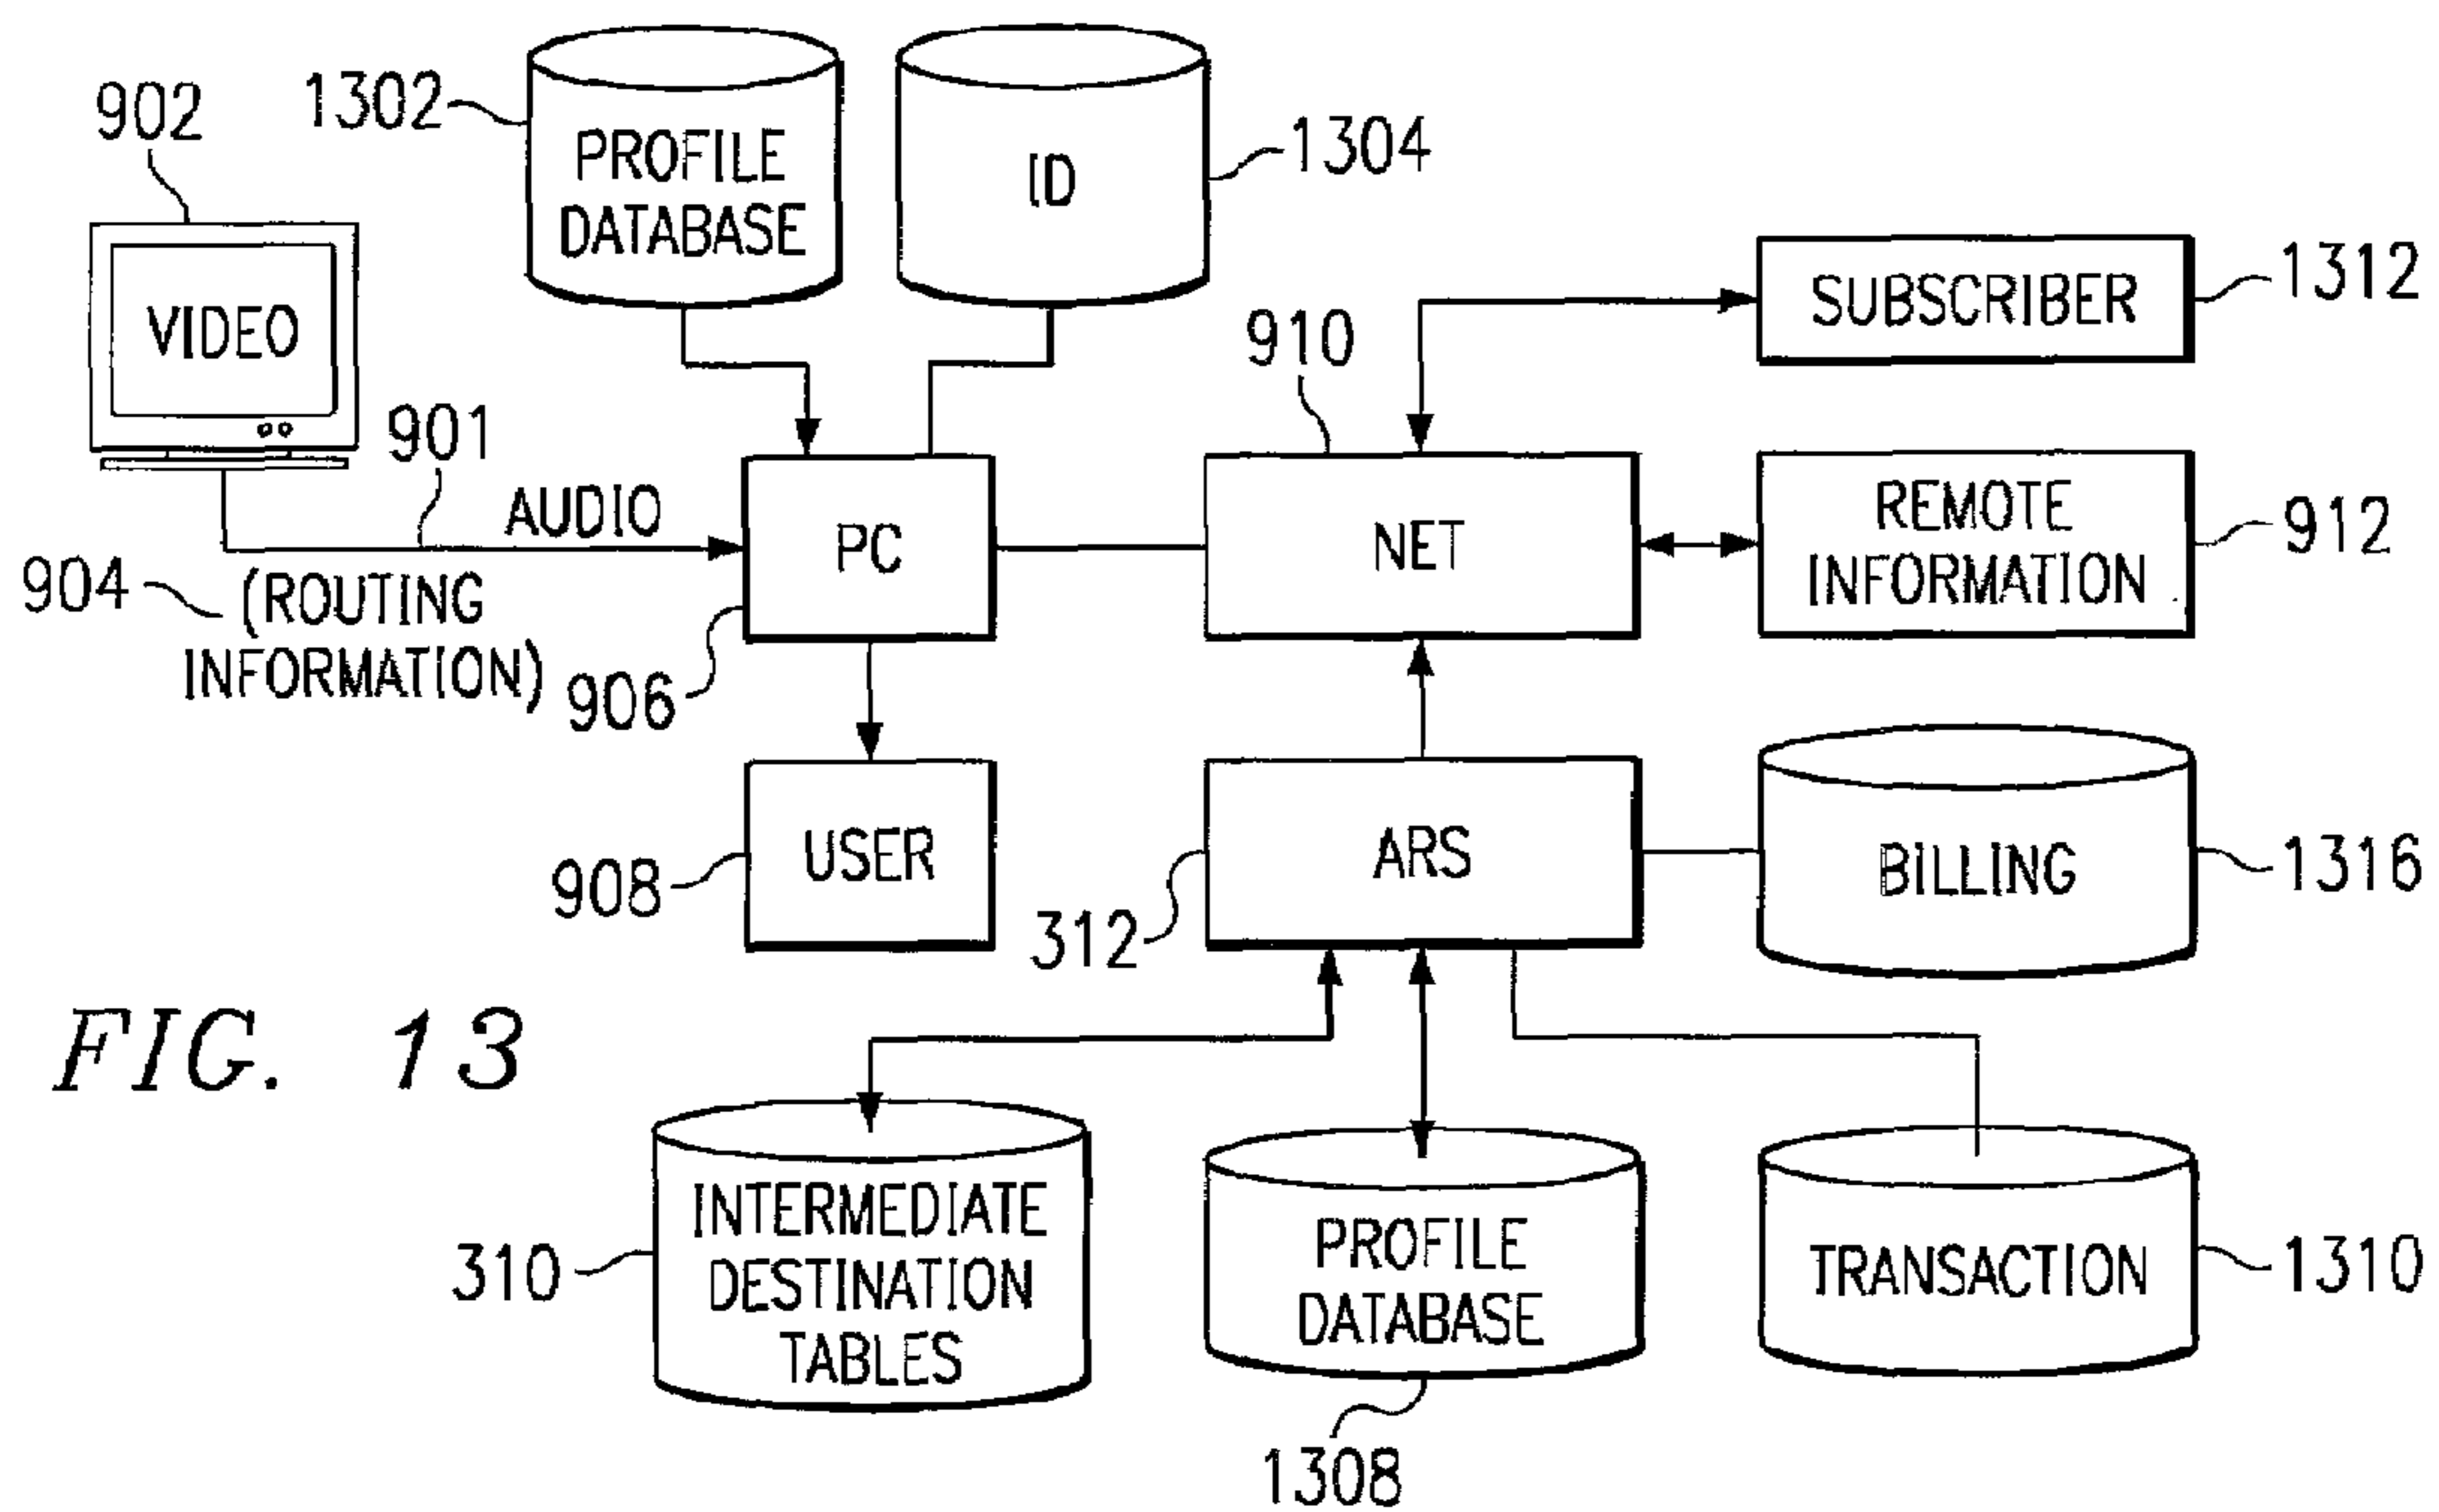 902
1302
PROFILE
DATABASE
ID
1304
VIDEO
901
AUDIO
904
(ROUTING
INFORMATION)
906
PC
910
NET
SUBSCRIBER
1312
REMOTE
INFORMATION
912
908
USER
312
ARS
BILLING
1316
FIG. 13
310
INTERMEDIATE
DESTINATION
TABLES
PROFILE
DATABASE
1308
TRANSACTION
1310